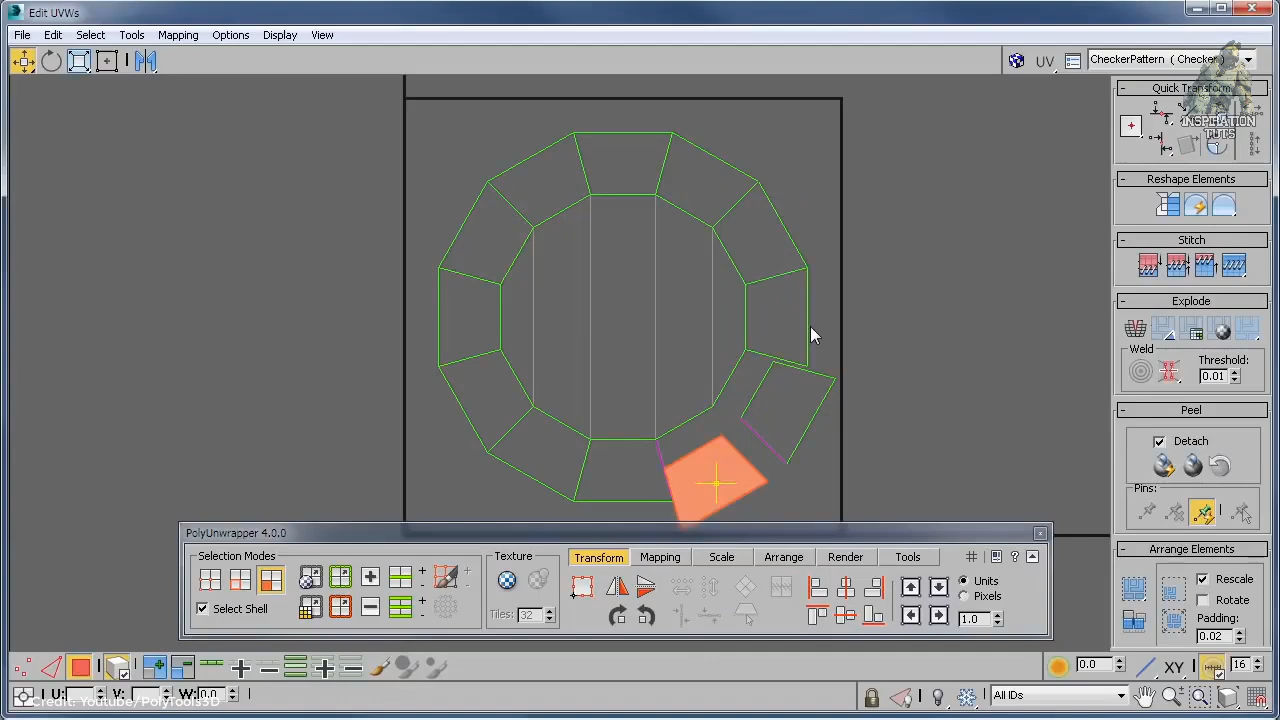 Edit UVWs
File Edit Select Tools Mapping Options Display View
UV CheckerPattern ( Checker )
INSPIRATION
TUTS
- Quick Transform
- Reshape Elements
- Stitch
- Explode
Weld
Threshold:
0.01
- Peel
Detach
Pins:
- Arrange Elements
Rescale
Rotate
Padding:
0.02
PolyUnwrapper 4.0.0
Selection Modes
Select Shell
Texture
Tiles: 32
Transform Mapping Scale Arrange Render Tools
Units
Pixels
1.0
0.0 XY 16
U: V: W: 0.0
All IDs
Credit: Youtube/PolyTools3D